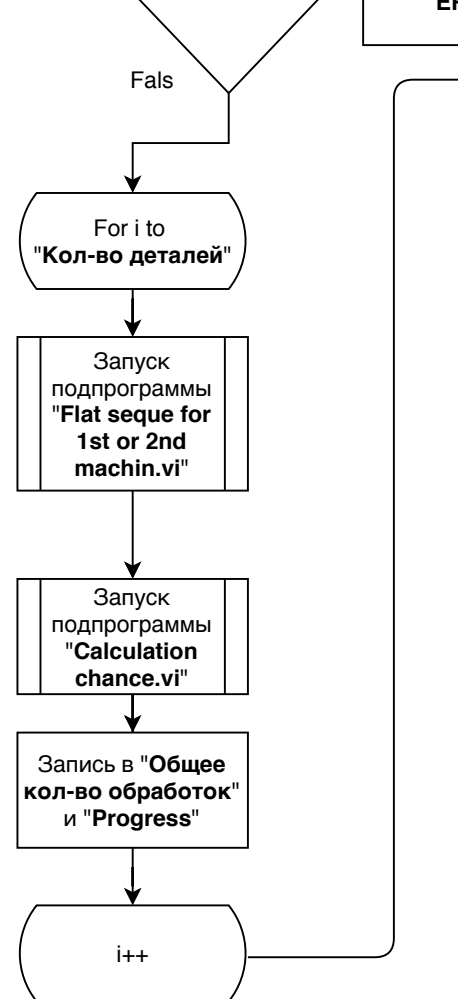 Fals
For i to
"Кол-во деталей"
Запуск
подпрограммы
"Flat seque for
1st or 2nd
machin.vi"
Запуск
подпрограммы
"Calculation
chance.vi"
Запись в "Общее
кол-во обработок"
и "Progress"
i++